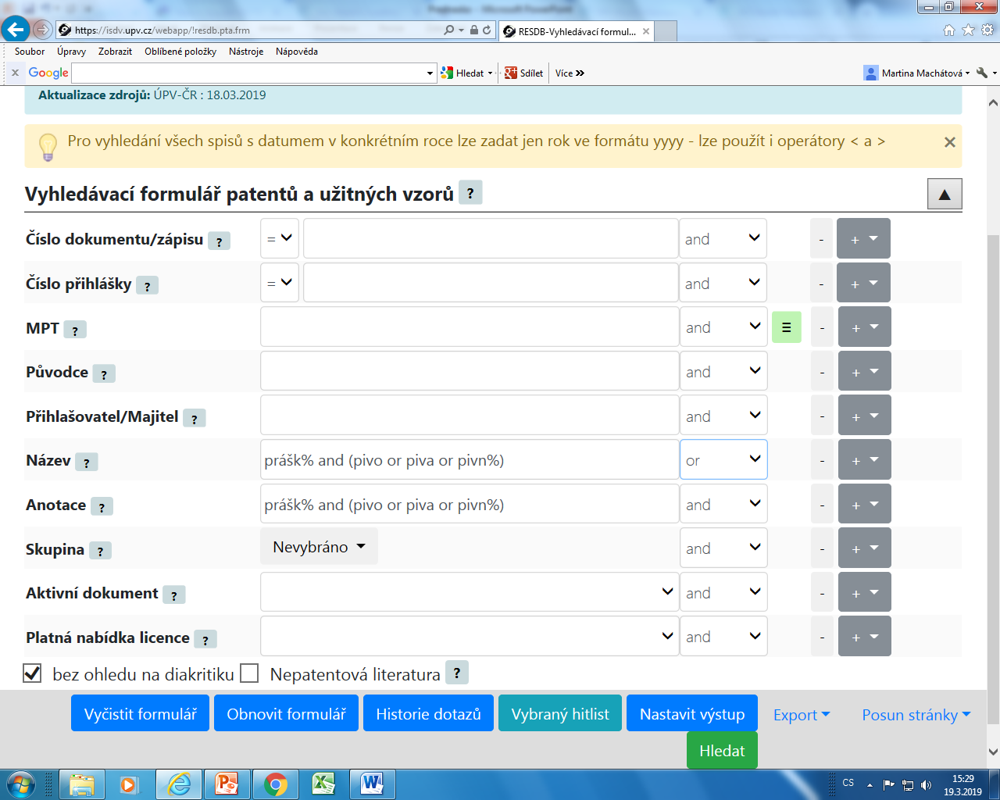 https://isdv.upv.cz/webapp/!resdb.pta.frm
RESDB-Vyhledávací formul...
Soubor Úpravy Zobrazit Oblíbené položky Nástroje Nápověda
x Google Hledat Sdílet Více » Martina Machátová
Aktualizace zdrojů: ÚPV-ČR : 18.03.2019
Pro vyhledání všech spisů s datumem v konkrétním roce lze zadat jen rok ve formátu yyyy - lze použít i operátory < a >
Vyhledávací formulář patentů a užitných vzorů ?
Číslo dokumentu/zápisu ? = and - +
Číslo přihlášky ? = and - +
MPT ? and - +
Původce ? and - +
Přihlašovatel/Majitel ? and - +
Název ? prášk% and (pivo or piva or pivn%) or - +
Anotace ? prášk% and (pivo or piva or pivn%) and - +
Skupina ? Nevybráno and - +
Aktivní dokument ? and - +
Platná nabídka licence ? and - +
bez ohledu na diakritiku Nepatentová literatura ?
Vyčistit formulář Obnovit formulář Historie dotazů Vybraný hitlist Nastavit výstup Export Posun stránky
Hledat
CS 15:29
19.3.2019